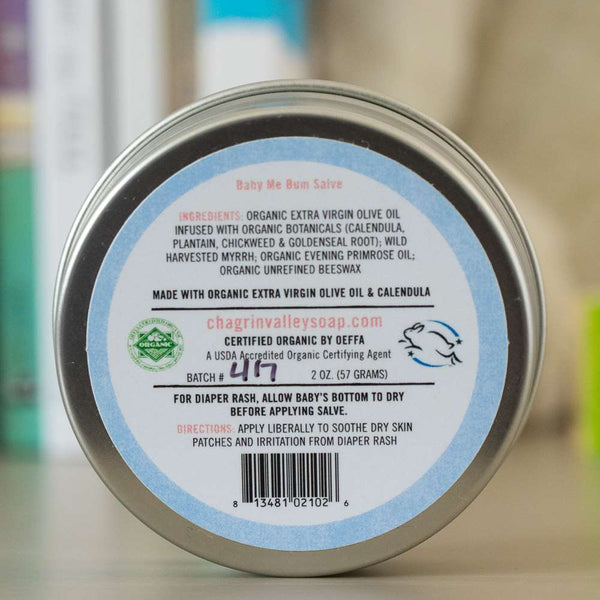 Baby Me Bum Salve
INGREDIENTS: ORGANIC EXTRA VIRGIN OLIVE OIL
INFUSED WITH ORGANIC BOTANICALS (CALENDULA,
PLANTAIN, CHICKWEED & GOLDENSEAL ROOT); WILD
HARVESTED MYRRH; ORGANIC EVENING PRIMROSE OIL;
ORGANIC UNREFINED BEESWAX
MADE WITH ORGANIC EXTRA VIRGIN OLIVE OIL & CALENDULA
chagrinvalleysoap.com
CERTIFIED ORGANIC BY OEFFA
A USDA Accredited Organic Certifying Agent
ORGANIC
BATCH # 417 2 OZ. (57 GRAMS)
FOR DIAPER RASH, ALLOW BABY'S BOTTOM TO DRY
BEFORE APPLYING SALVE.
DIRECTIONS: APPLY LIBERALLY TO SOOTHE DRY SKIN
PATCHES AND IRRITATION FROM DIAPER RASH
8 13481 02102 6